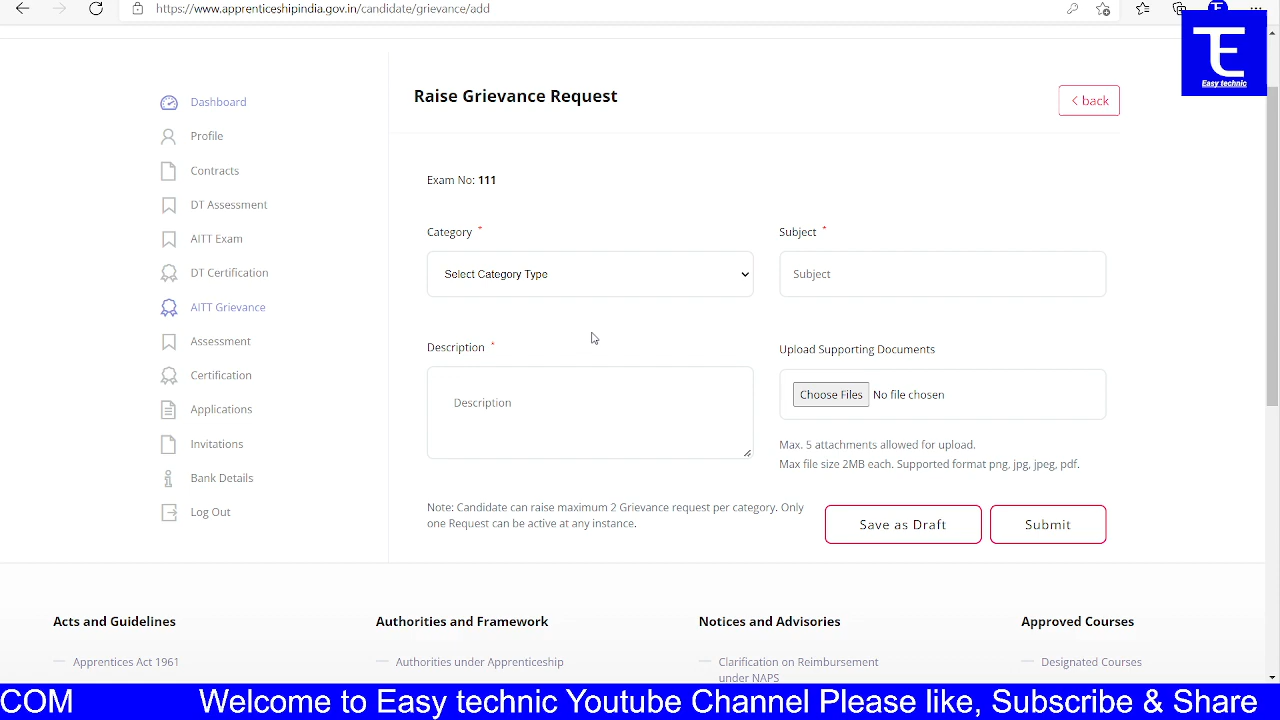 https://www.apprenticeshipindia.gov.in/candidate/grievance/add
TE
Easy technic
Dashboard
Profile
Contracts
DT Assessment
AITT Exam
DT Certification
AITT Grievance
Assessment
Certification
Applications
Invitations
Bank Details
Log Out
Raise Grievance Request
back
Exam No: 111
Category *
Subject *
Select Category Type
Subject
Description *
Upload Supporting Documents
Description
Choose Files No file chosen
Max. 5 attachments allowed for upload.
Max file size 2MB each. Supported format png, jpg, jpeg, pdf.
Note: Candidate can raise maximum 2 Grievance request per category. Only
one Request can be active at any instance.
Save as Draft
Submit
Acts and Guidelines
Apprentices Act 1961
Authorities and Framework
Authorities under Apprenticeship
Notices and Advisories
Clarification on Reimbursement
under NAPS
Approved Courses
Designated Courses
COM Welcome to Easy technic Youtube Channel Please like, Subscribe & Share